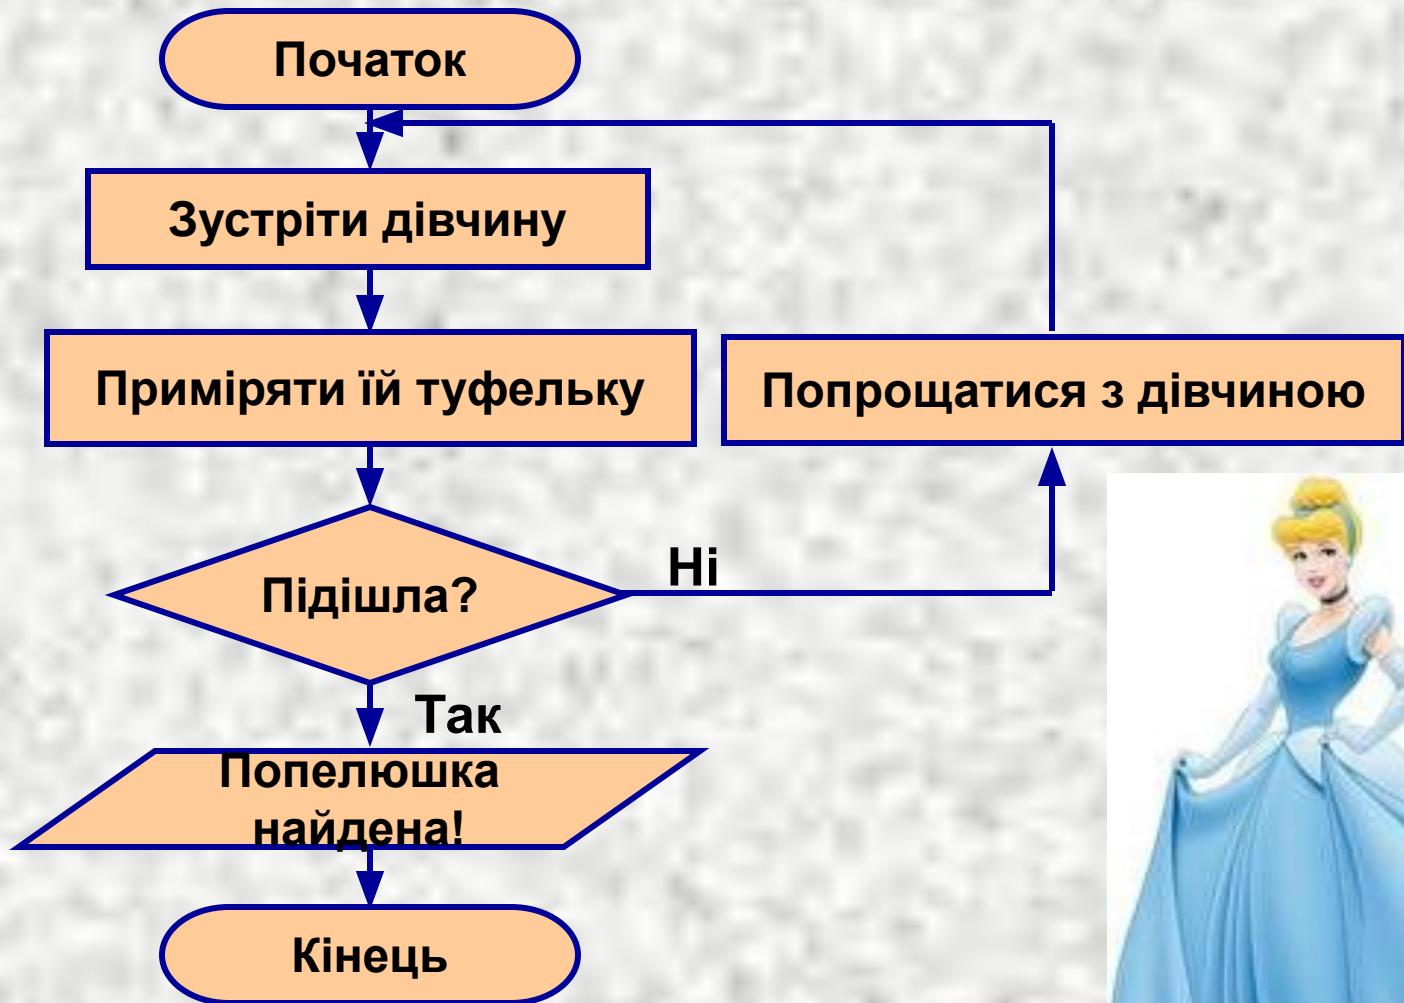 Початок
Зустріти дівчину
Приміряти їй туфельку
Попрощатися з дівчиною
Підішла?
Ні
Так
Попелюшка
найдена!
Кінець